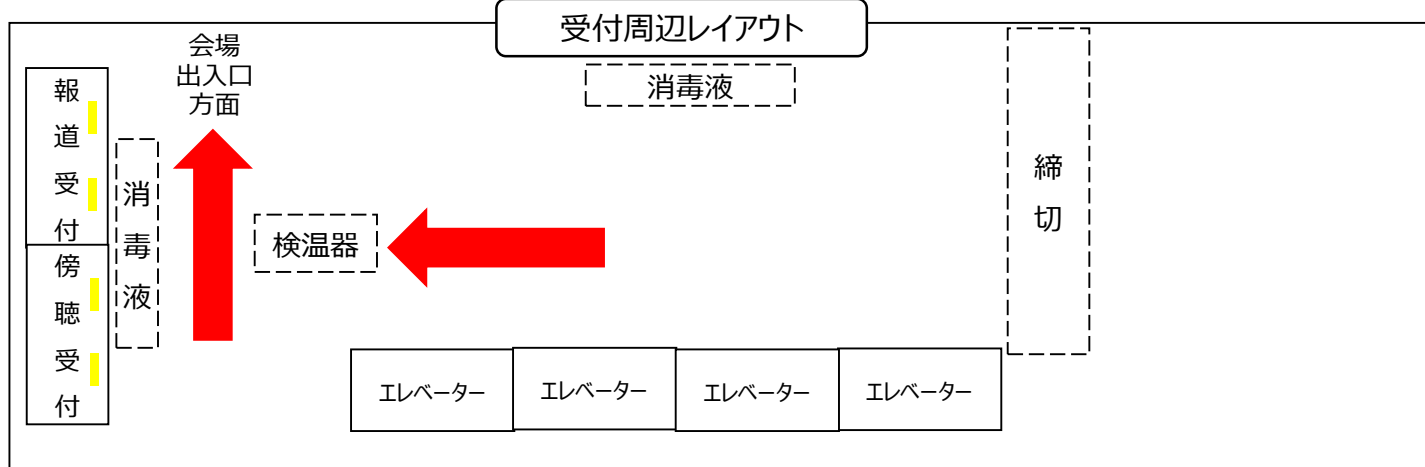 受付周辺レイアウト
会場
出入口
方面
消毒液
報道受付
消毒液
締切
検温器
傍聴受付
エレベーター
エレベーター
エレベーター
エレベーター